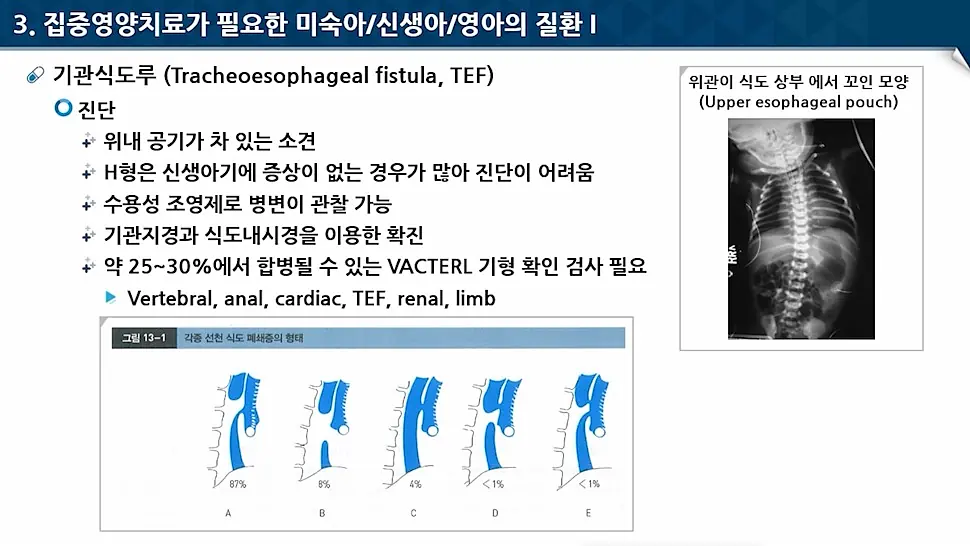 3. 집중영양치료가 필요한 미숙아/신생아/영아의 질환 I
기관식도루 (Tracheoesophageal fistula, TEF)
진단
위내 공기가 차 있는 소견
H형은 신생아기에 증상이 없는 경우가 많아 진단이 어려움
수용성 조영제로 병변이 관찰 가능
기관지경과 식도내시경을 이용한 확진
약 25~30%에서 합병될 수 있는 VACTERL 기형 확인 검사 필요
Vertebral, anal, cardiac, TEF, renal, limb
위관이 식도 상부 에서 꼬인 모양
(Upper esophageal pouch)
그림 13-1 각종 선천 식도 폐쇄증의 형태
87% 8% 4% <1% <1%
A B C D E